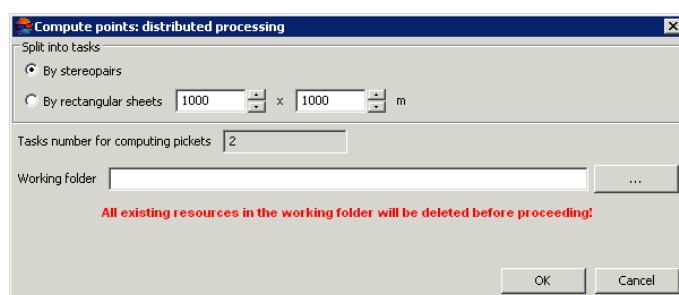 Compute points: distributed processing
Split into tasks
By stereopairs
By rectangular sheets 1000 x 1000 m
Tasks number for computing pickets 2
Working folder ...
All existing resources in the working folder will be deleted before proceeding!
OK Cancel